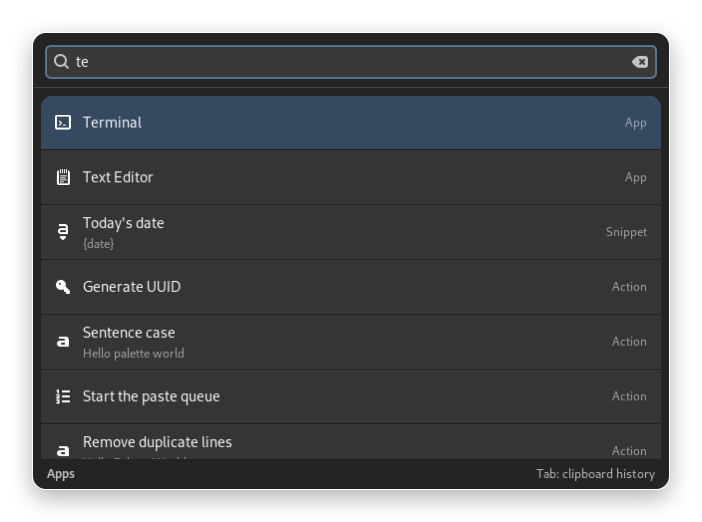 te
Terminal App
Text Editor App
Today's date
{date}
Snippet
Generate UUID Action
Sentence case
Hello palette world
Action
Start the paste queue Action
Remove duplicate lines
Action
Apps Tab: clipboard history